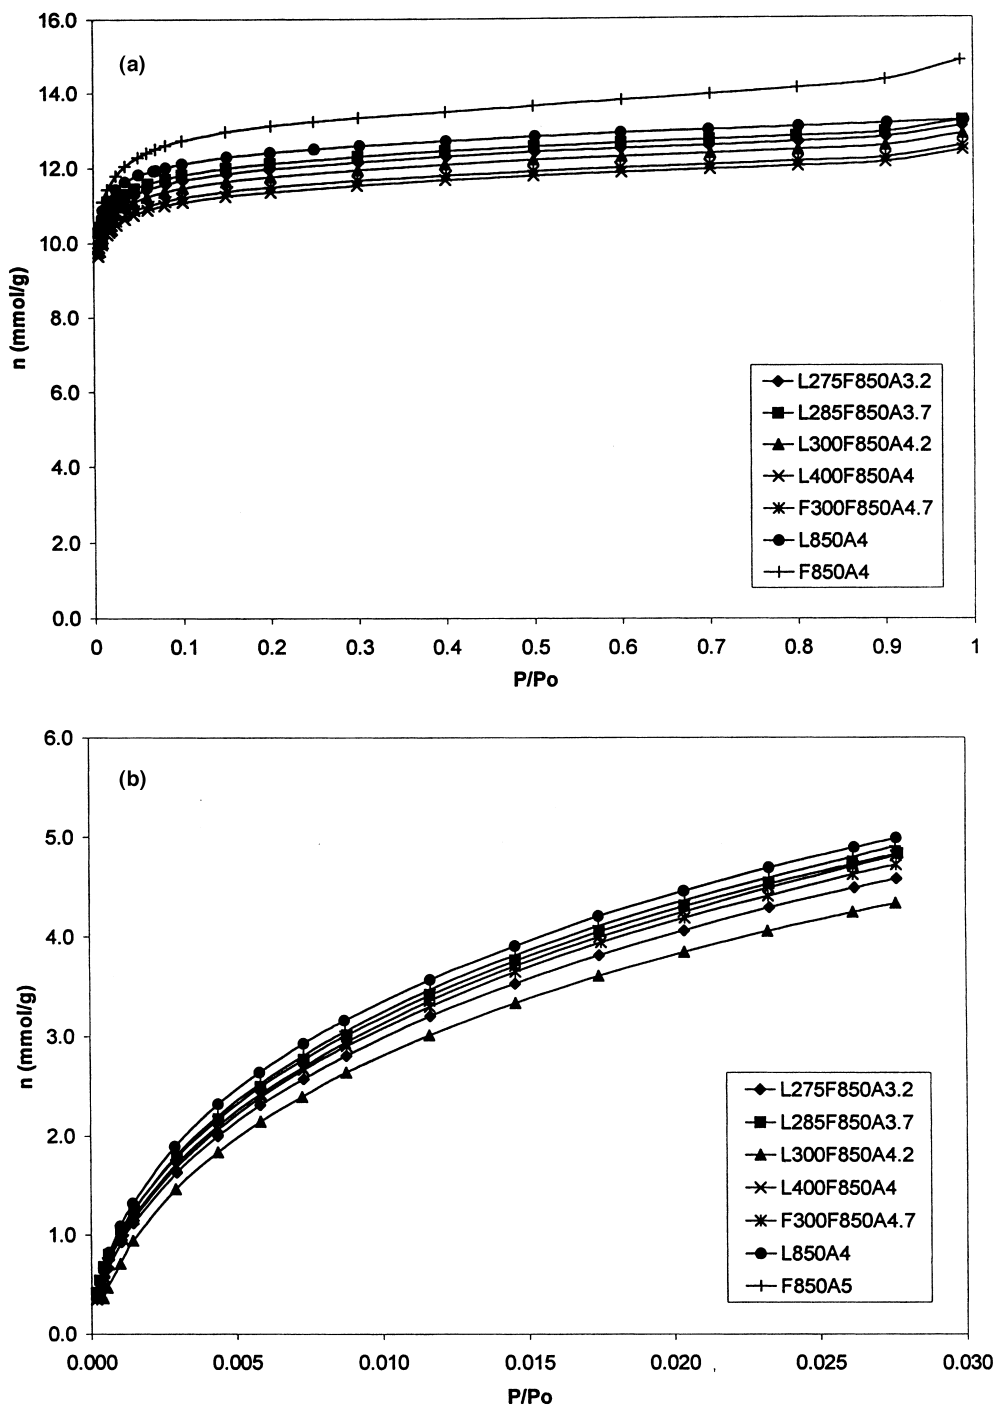 16.0
(a)
14.0
12.0
10.0
8.0
6.0
4.0
2.0
0.0
n (mmol/g)
L275F850A3.2
L285F850A3.7
L300F850A4.2
L400F850A4
F300F850A4.7
L850A4
F850A4
0 0.1 0.2 0.3 0.4 0.5 0.6 0.7 0.8 0.9 1
P/Po
6.0
(b)
5.0
4.0
3.0
2.0
1.0
0.0
n (mmol/g)
L275F850A3.2
L285F850A3.7
L300F850A4.2
L400F850A4
F300F850A4.7
L850A4
F850A5
0.000 0.005 0.010 0.015 0.020 0.025 0.030
P/Po